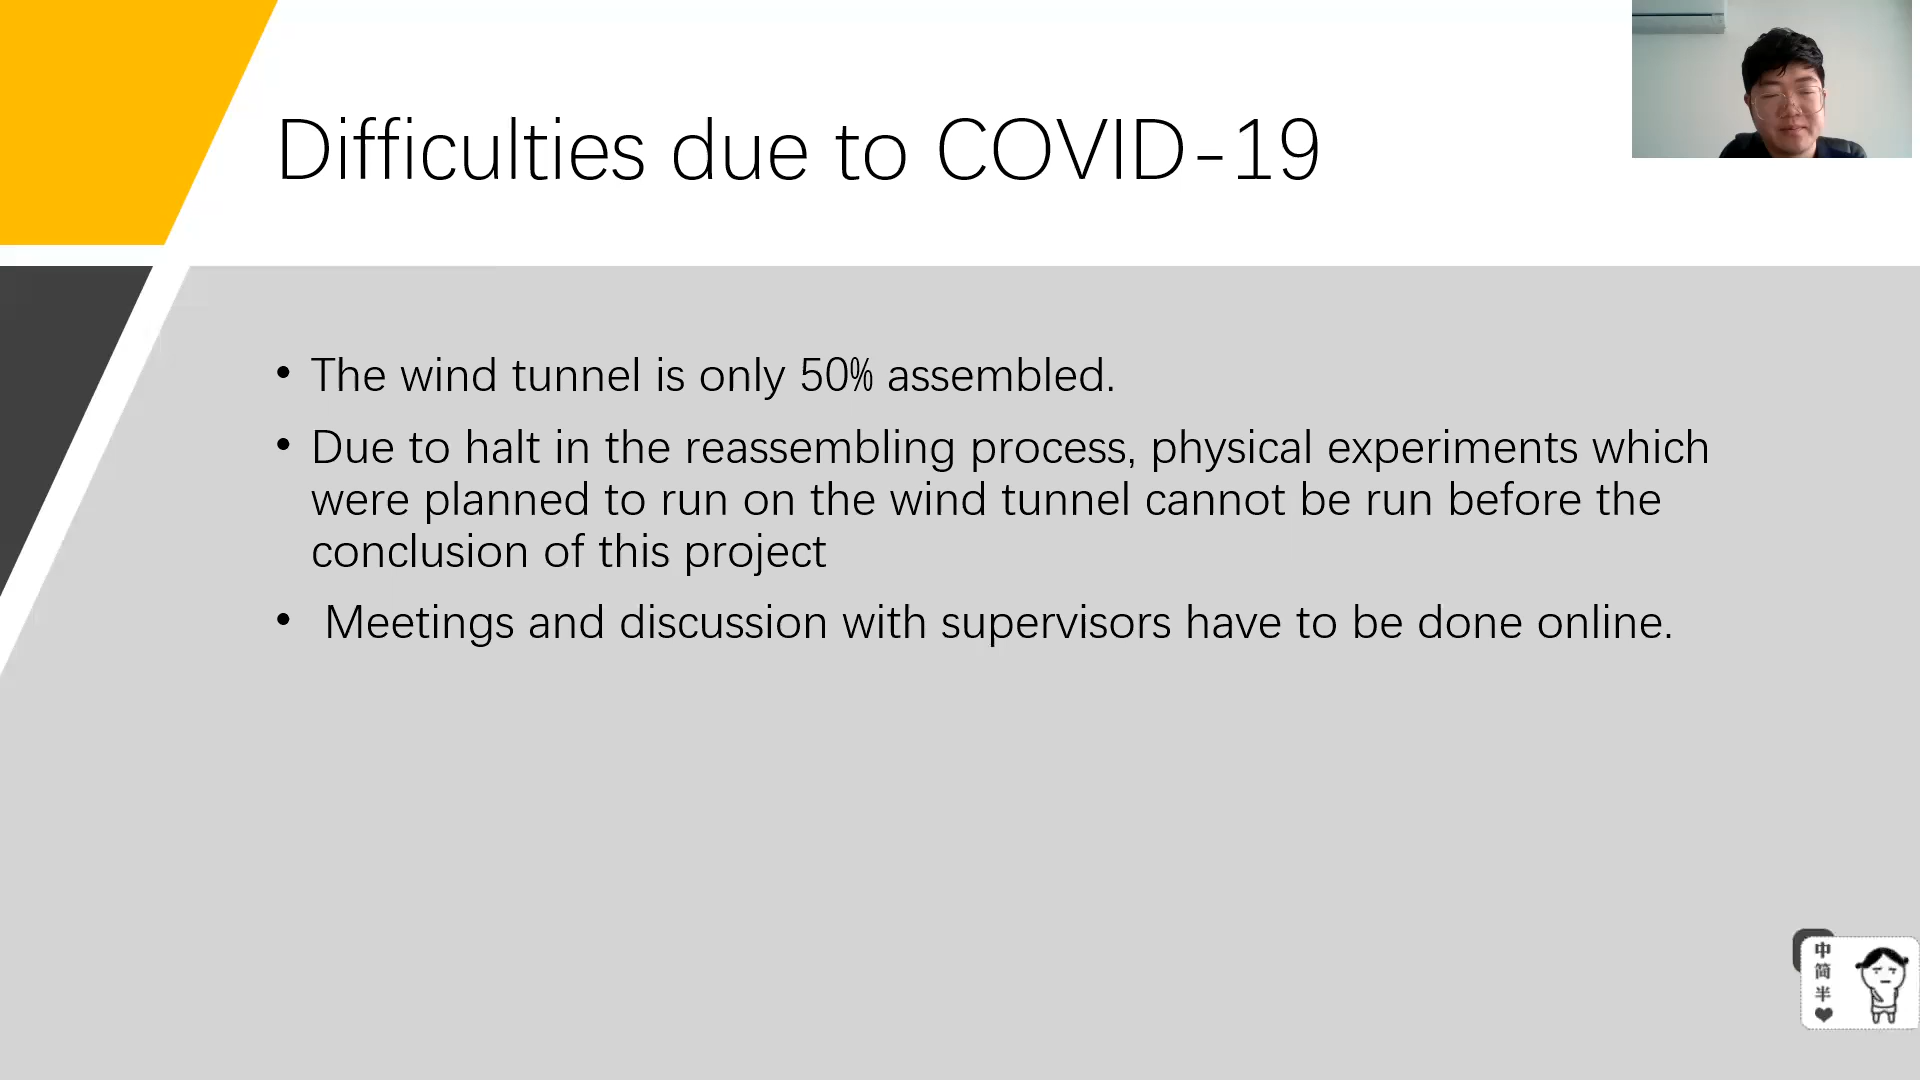 Difficulties due to COVID-19
• The wind tunnel is only 50% assembled.
• Due to halt in the reassembling process, physical experiments which
were planned to run on the wind tunnel cannot be run before the
conclusion of this project
• Meetings and discussion with supervisors have to be done online.
中
简
半